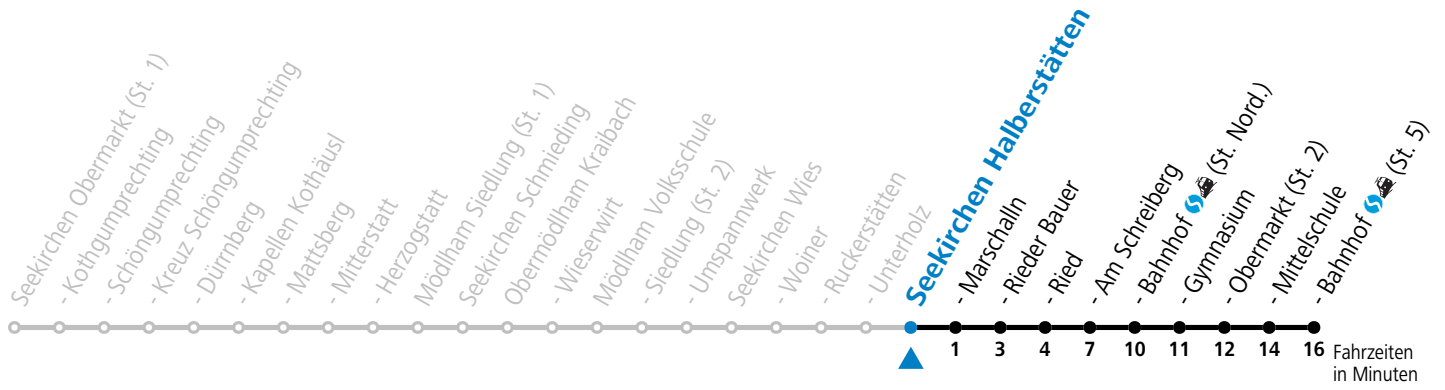 Seekirchen Obermarkt (St. 1)
- Kothgumprechting
- Schöngumprechting
- Kreuz Schöngumprechting
- Dürrnberg
- Kapellen Kothäusl
- Mattsberg
- Mitterstatt
- Herzogstatt
Mödlham Siedlung (St. 1)
Seekirchen Schmieding
Obermödlham Kraibach
- Wieserwirt
Mödlham Volksschule
- Siedlung (St. 2)
- Umspannwerk
Seekirchen Wies
- Woiner
- Ruckerstätten
- Unterholz
Seekirchen Halberstätten
- Marschalln
- Rieder Bauer
- Ried
- Am Schreiberg
- Bahnhof (St. Nord.)
- Gymnasium
- Obermarkt (St. 2)
- Mittelschule
- Bahnhof (St. 5)
1 3 4 7 10 11 12 14 16 Fahrzeiten
in Minuten